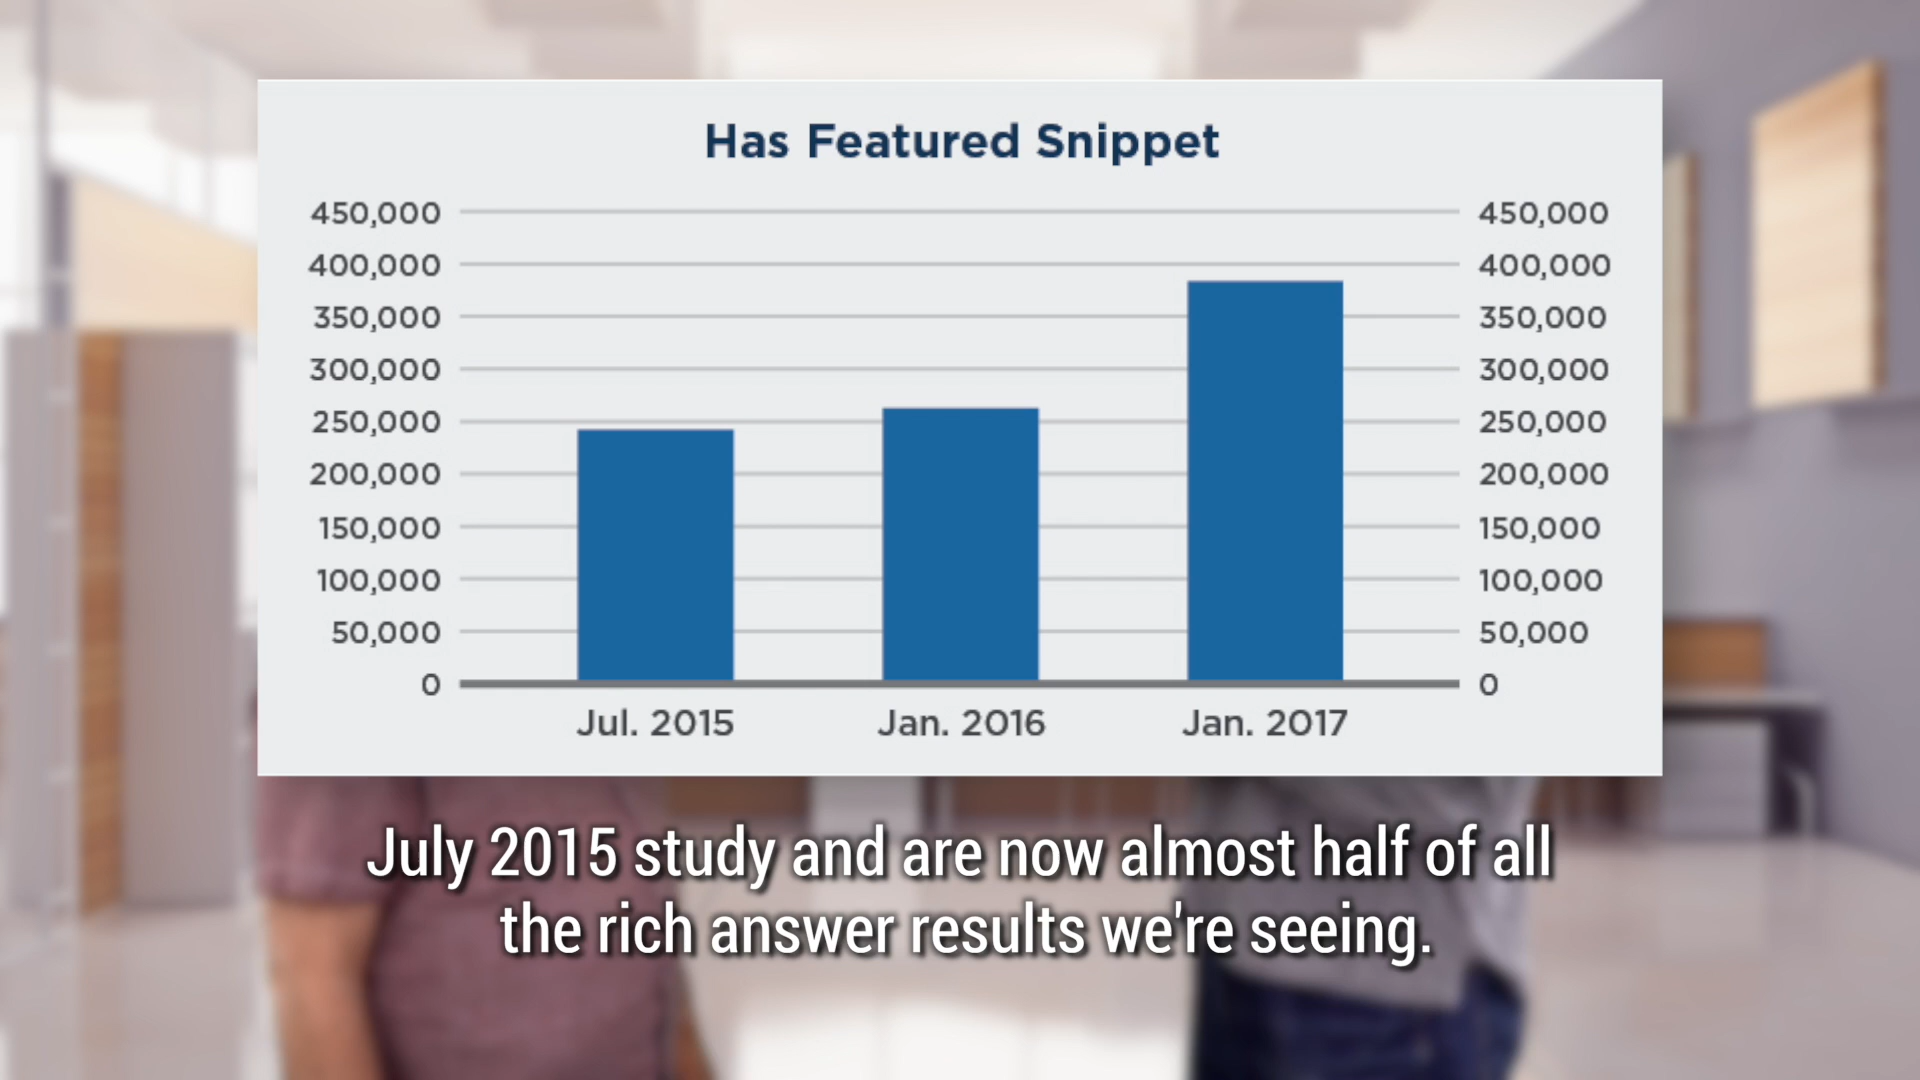 Has Featured Snippet
450,000 450,000
400,000 400,000
350,000 350,000
300,000 300,000
250,000 250,000
200,000 200,000
150,000 150,000
100,000 100,000
50,000 50,000
0 0
Jul. 2015 Jan. 2016 Jan. 2017
July 2015 study and are now almost half of all
the rich answer results we're seeing.